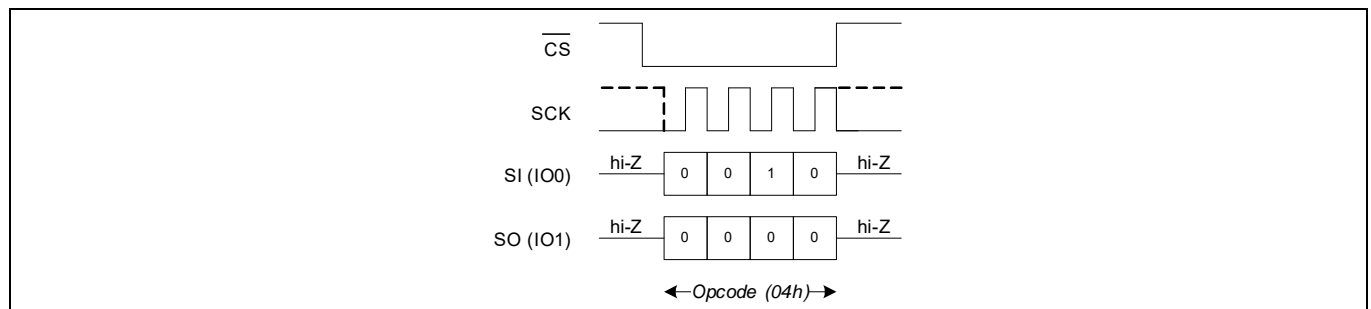 CS
SCK
SI (IO0) hi-Z 0 0 1 0 hi-Z
SO (IO1) hi-Z 0 0 0 0 hi-Z
Opcode (04h)